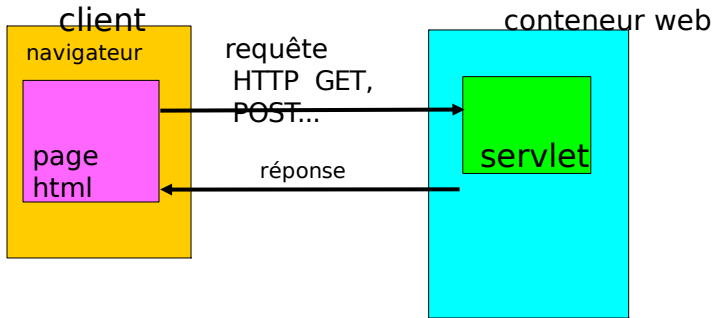 client
navigateur
page
html
requête
HTTP GET,
POST...
réponse
conteneur web
servlet